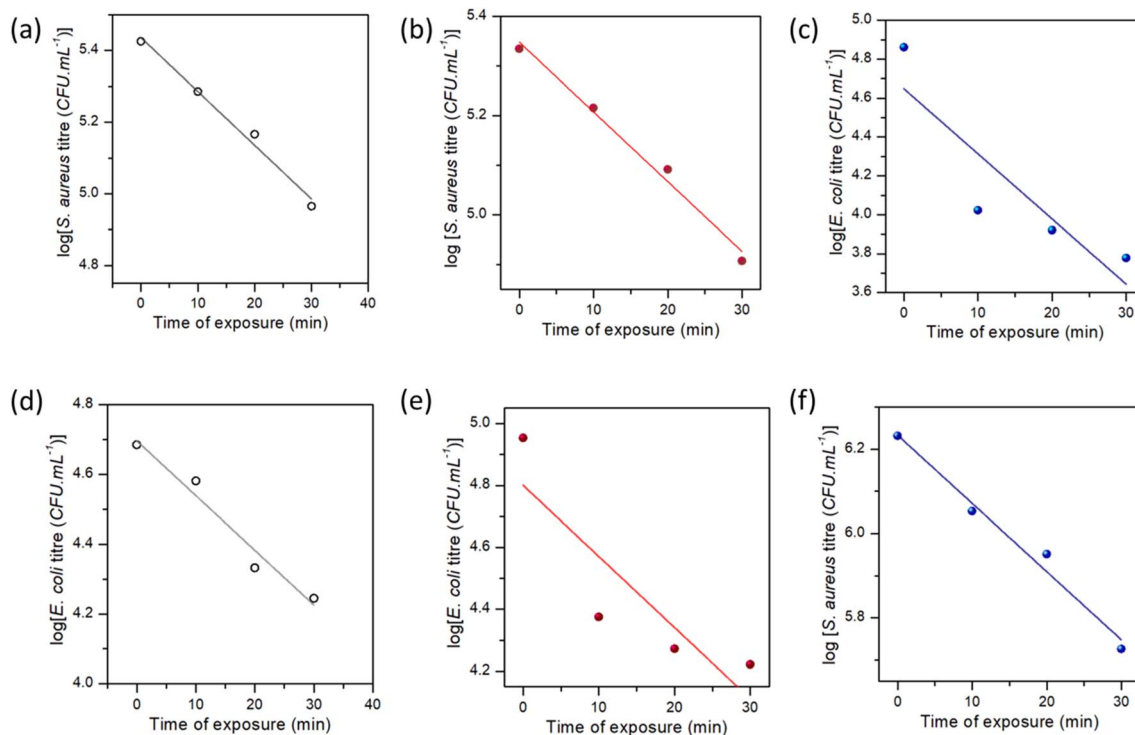 (a)
log[S. aureus titre (CFU.mL-1)]
5.4
5.2
5.0
4.8
0 10 20 30 40
Time of exposure (min)
(b)
log [S. aureus titre (CFU.mL-1)]
5.4
5.2
5.0
0 10 20 30
Time of exposure (min)
(c)
log[E. coli titre (CFU.mL-1)]
5.0
4.8
4.6
4.4
4.2
4.0
3.8
3.6
0 10 20 30
Time of exposure (min)
(d)
log[E. coli titre (CFU.mL-1)]
4.8
4.6
4.4
4.2
4.0
0 10 20 30 40
Time of exposure (min)
(e)
log[E. coli titre (CFU.mL-1)]
5.0
4.8
4.6
4.4
4.2
0 10 20 30
Time of exposure (min)
(f)
log [S. aureus titre (CFU.mL-1)]
6.2
6.0
5.8
0 10 20 30
Time of exposure (min)